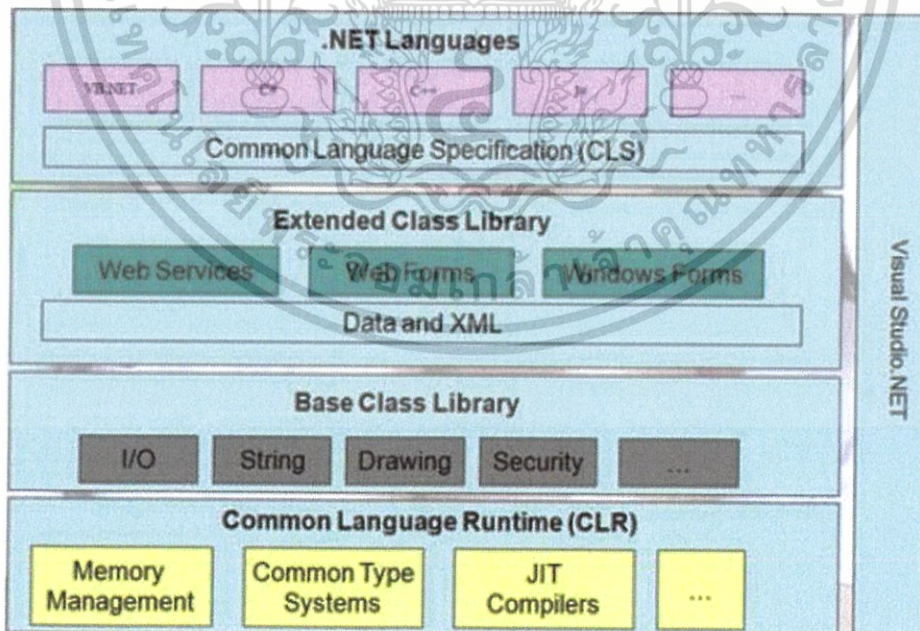 .NET Languages
VB.NET C# C++ J# ...
Common Language Specification (CLS)
Extended Class Library
Web Services Web Forms Windows Forms
Data and XML
Base Class Library
I/O String Drawing Security ...
Common Language Runtime (CLR)
Memory Management
Common Type Systems
JIT Compilers
...
Visual Studio.NET